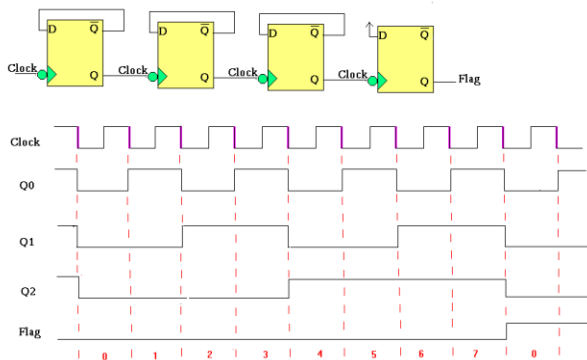 D Q̅ D Q̅ D Q̅ D Q̅
Clock Q Clock Q Clock Q Clock Q Flag
Clock
Q0
Q1
Q2
Flag
0 1 2 3 4 5 6 7 0